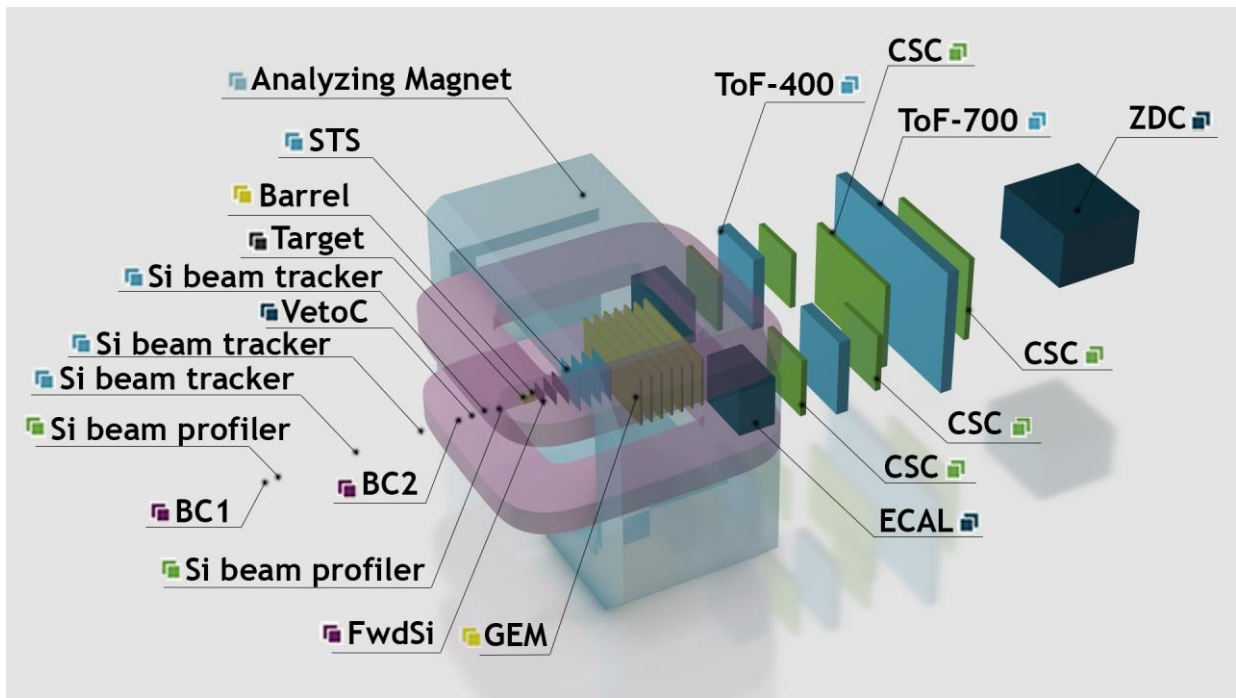 CSC
Analyzing Magnet
ToF-400
ToF-700
ZDC
STS
Barrel
Target
Si beam tracker
VetoC
Si beam tracker
Si beam tracker
CSC
Si beam profiler
CSC
BC2
CSC
BC1
ECAL
Si beam profiler
FwdSi
GEM